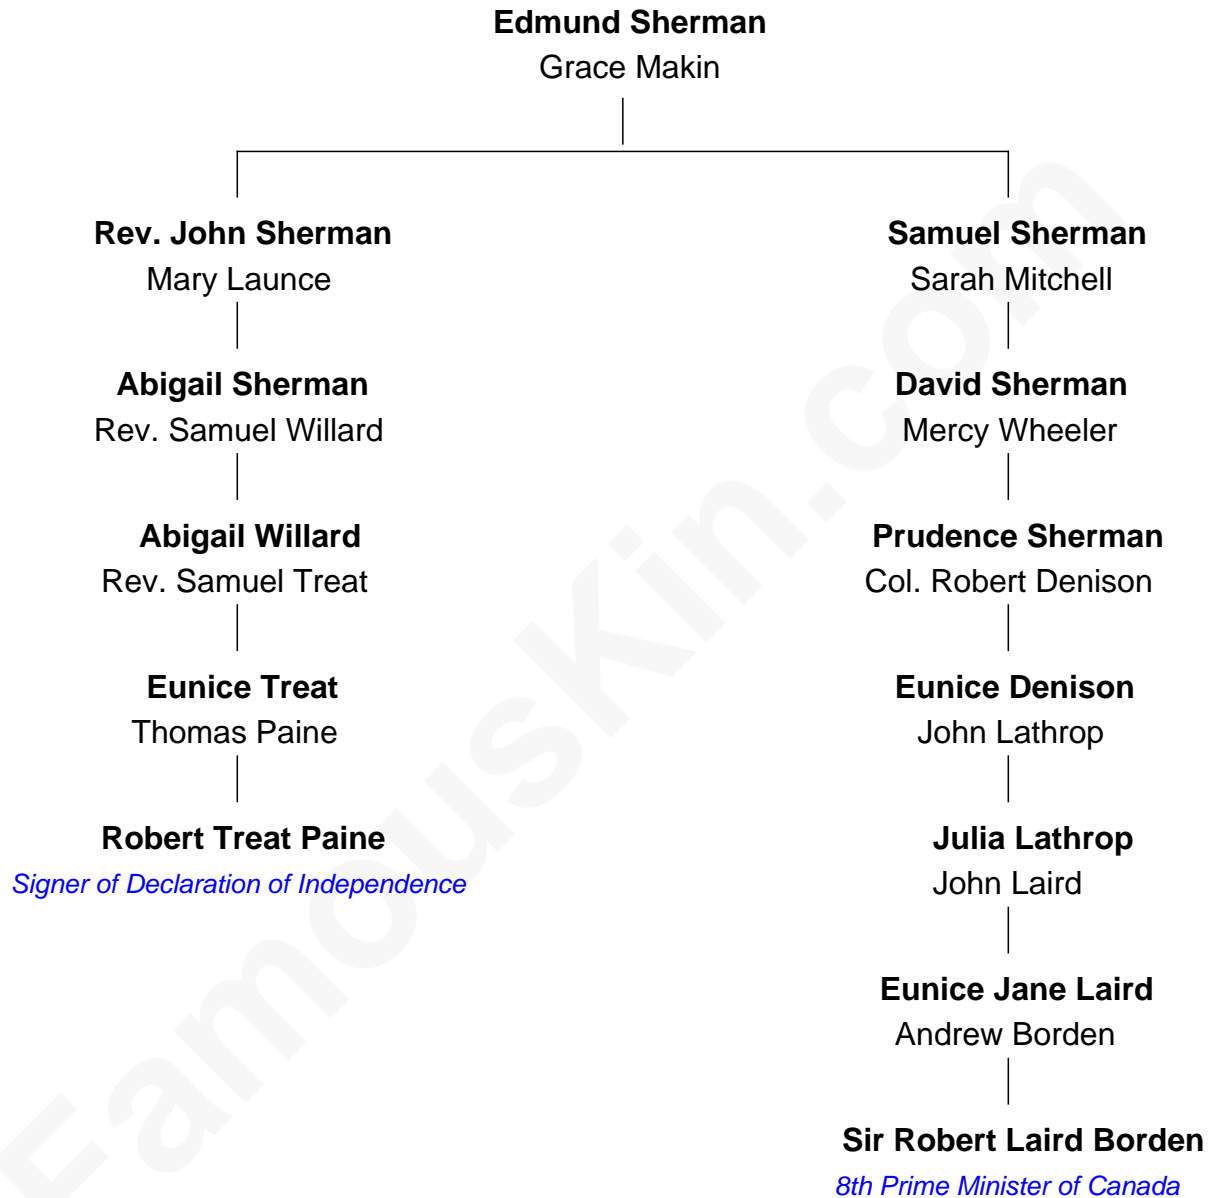 Edmund Sherman
Grace Makin
Rev. John Sherman
Mary Launce
Abigail Sherman
Rev. Samuel Willard
Abigail Willard
Rev. Samuel Treat
Eunice Treat
Thomas Paine
Robert Treat Paine
Signer of Declaration of Independence
Samuel Sherman
Sarah Mitchell
David Sherman
Mercy Wheeler
Prudence Sherman
Col. Robert Denison
Eunice Denison
John Lathrop
Julia Lathrop
John Laird
Eunice Jane Laird
Andrew Borden
Sir Robert Laird Borden
8th Prime Minister of Canada
FamousKin.com